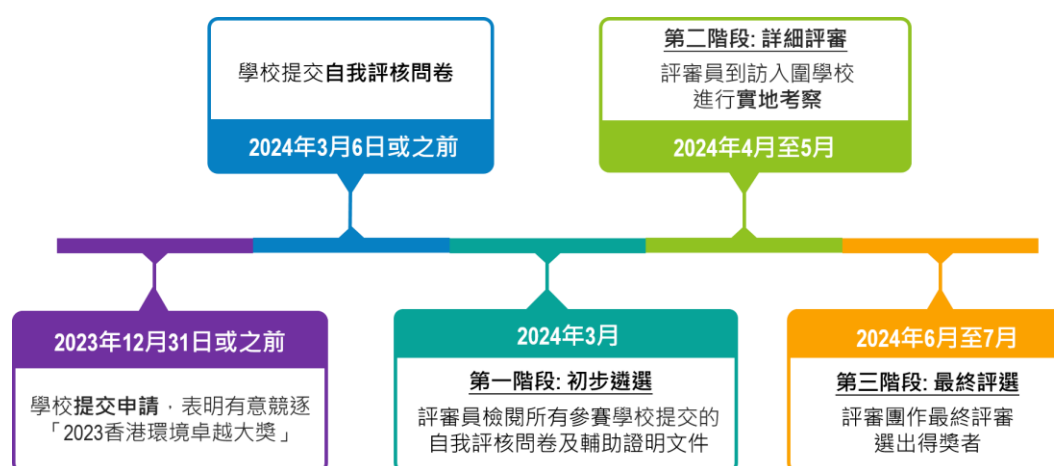 學校提交自我評核問卷
2024年3月6日或之前
第二階段: 詳細評審
評審員到訪入圍學校
進行實地考察
2024年4月至5月
2023年12月31日或之前
學校提交申請，表明有意競逐
「2023香港環境卓越大獎」
2024年3月
第一階段: 初步遴選
評審員檢閱所有參賽學校提交的
自我評核問卷及輔助證明文件
2024年6月至7月
第三階段: 最終評選
評審團作最終評審
選出得獎者